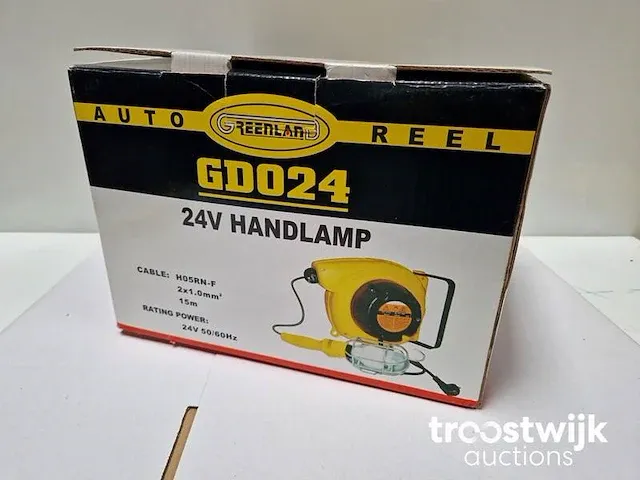 AUTO GREENLAND REEL
GD024
24V HANDLAMP
CABLE: H05RN-F
2x1.0mm²
15m
RATING POWER:
24V 50/60Hz
troostwijk
auctions